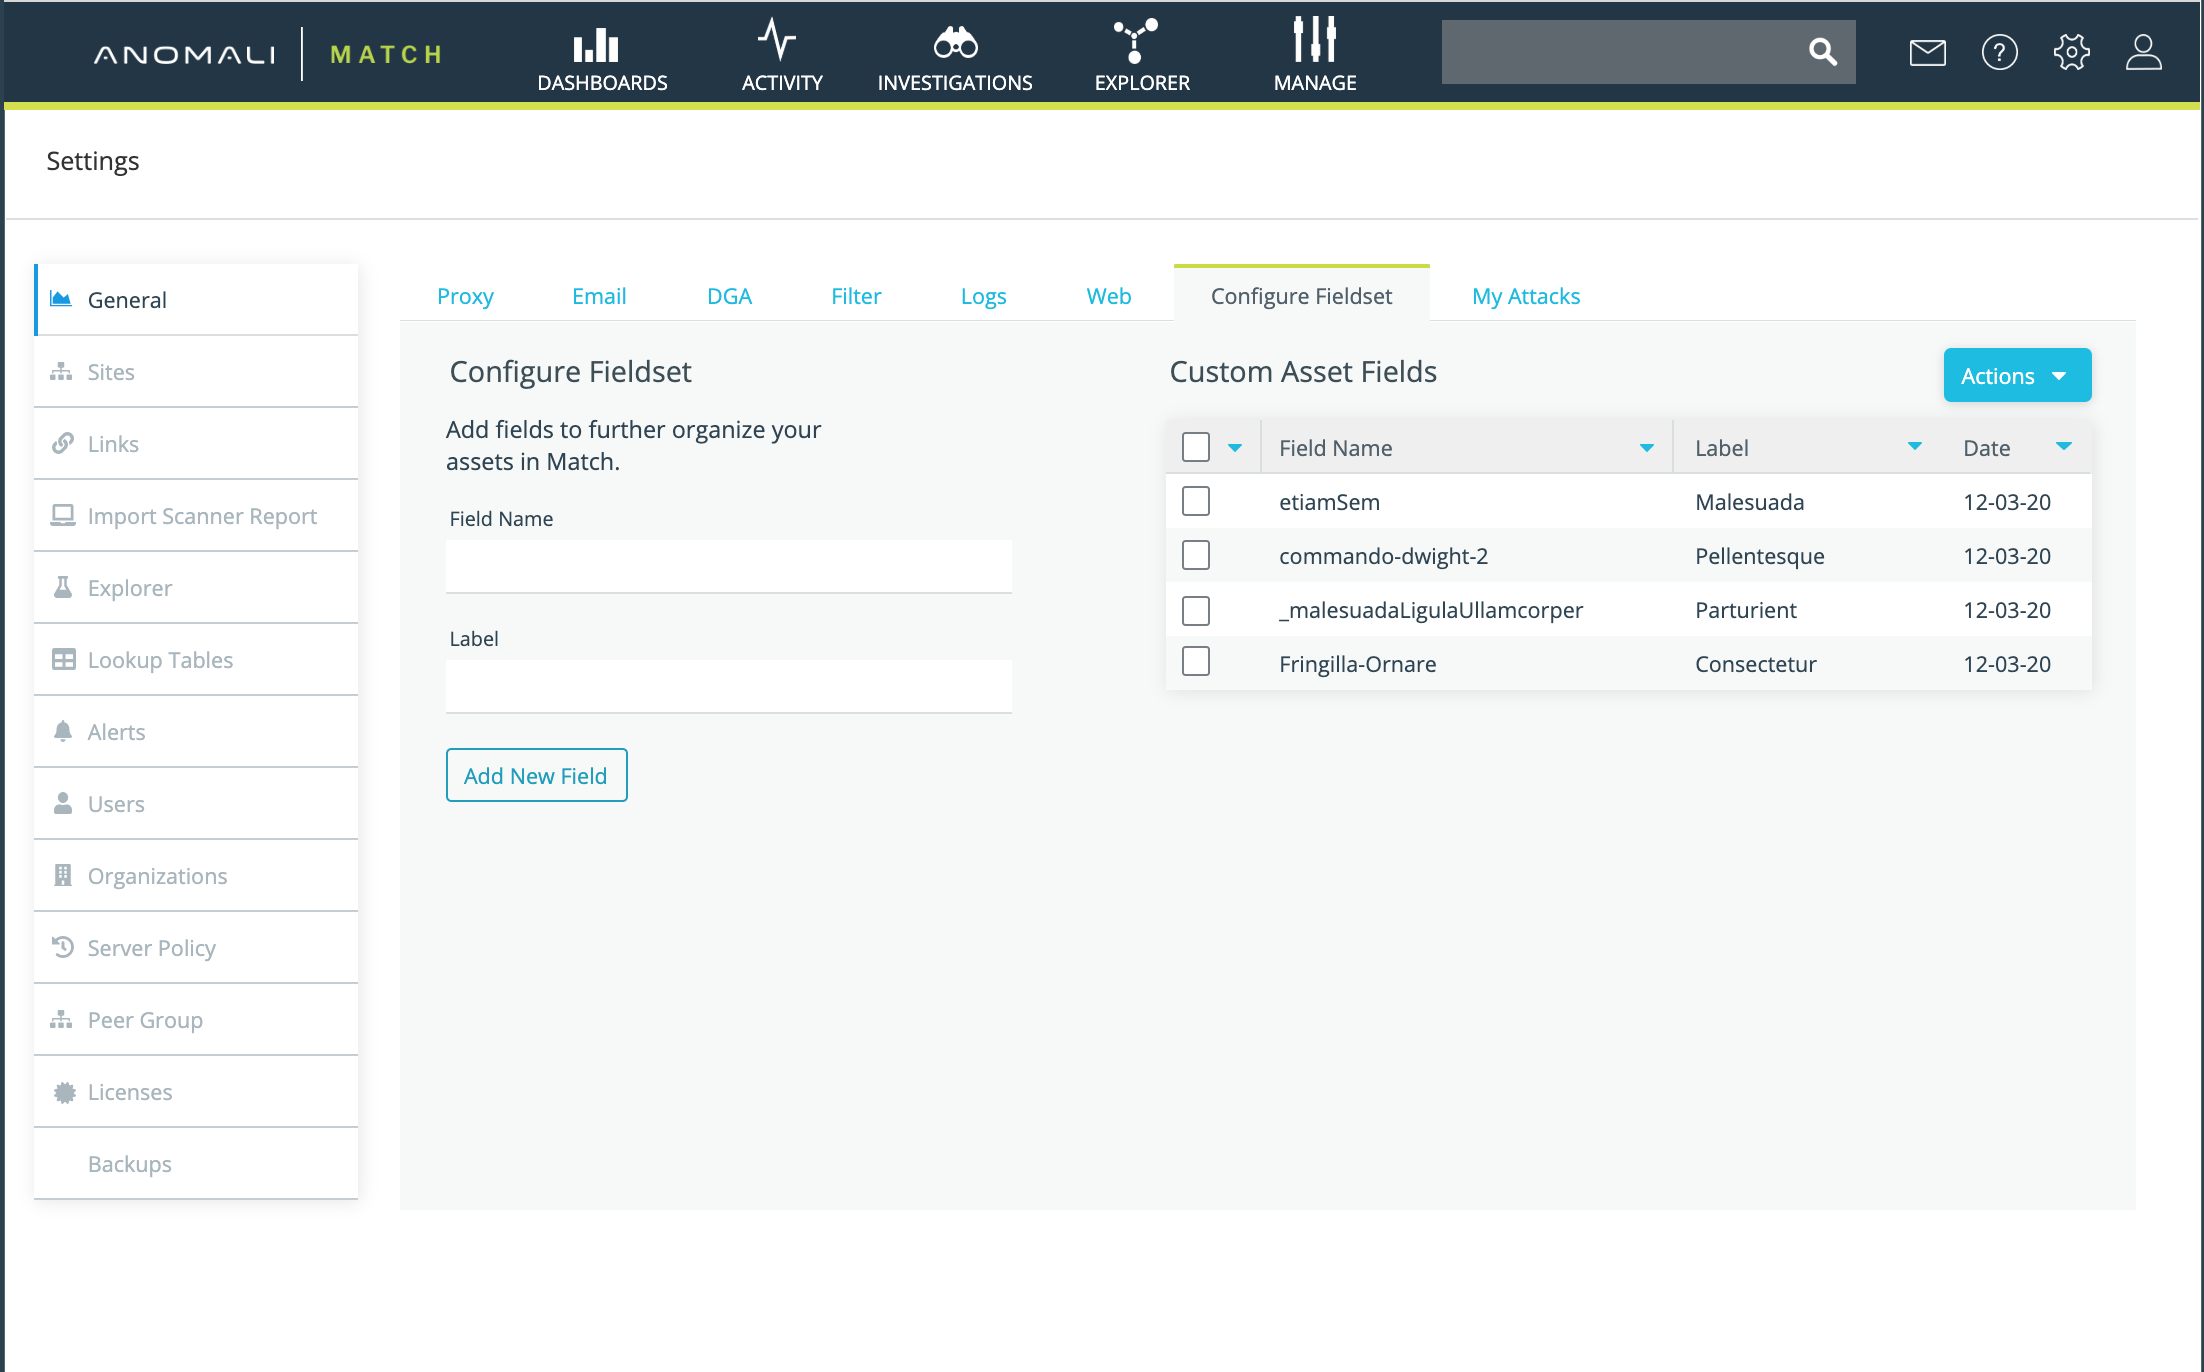 ANOMALI | MATCH
DASHBOARDS
ACTIVITY
INVESTIGATIONS
EXPLORER
MANAGE
Settings
General
Sites
Links
Import Scanner Report
Explorer
Lookup Tables
Alerts
Users
Organizations
Server Policy
Peer Group
Licenses
Backups
Proxy Email DGA Filter Logs Web Configure Fieldset My Attacks
Configure Fieldset
Add fields to further organize your
assets in Match.
Field Name
Label
Add New Field
Custom Asset Fields
Actions
Field Name Label Date
etiamSem Malesuada 12-03-20
commando-dwight-2 Pellentesque 12-03-20
_malesuadaLigulaUllamcorper Parturient 12-03-20
Fringilla-Ornare Consectetur 12-03-20